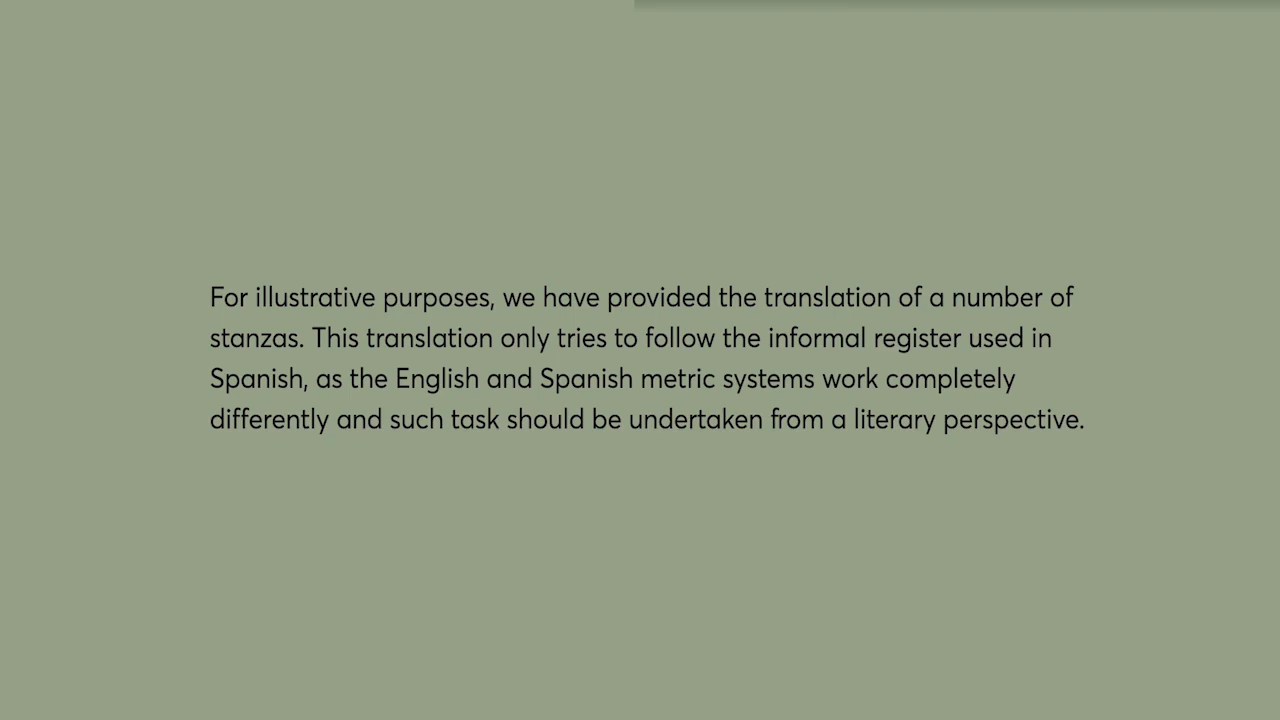 For illustrative purposes, we have provided the translation of a number of
stanzas. This translation only tries to follow the informal register used in
Spanish, as the English and Spanish metric systems work completely
differently and such task should be undertaken from a literary perspective.